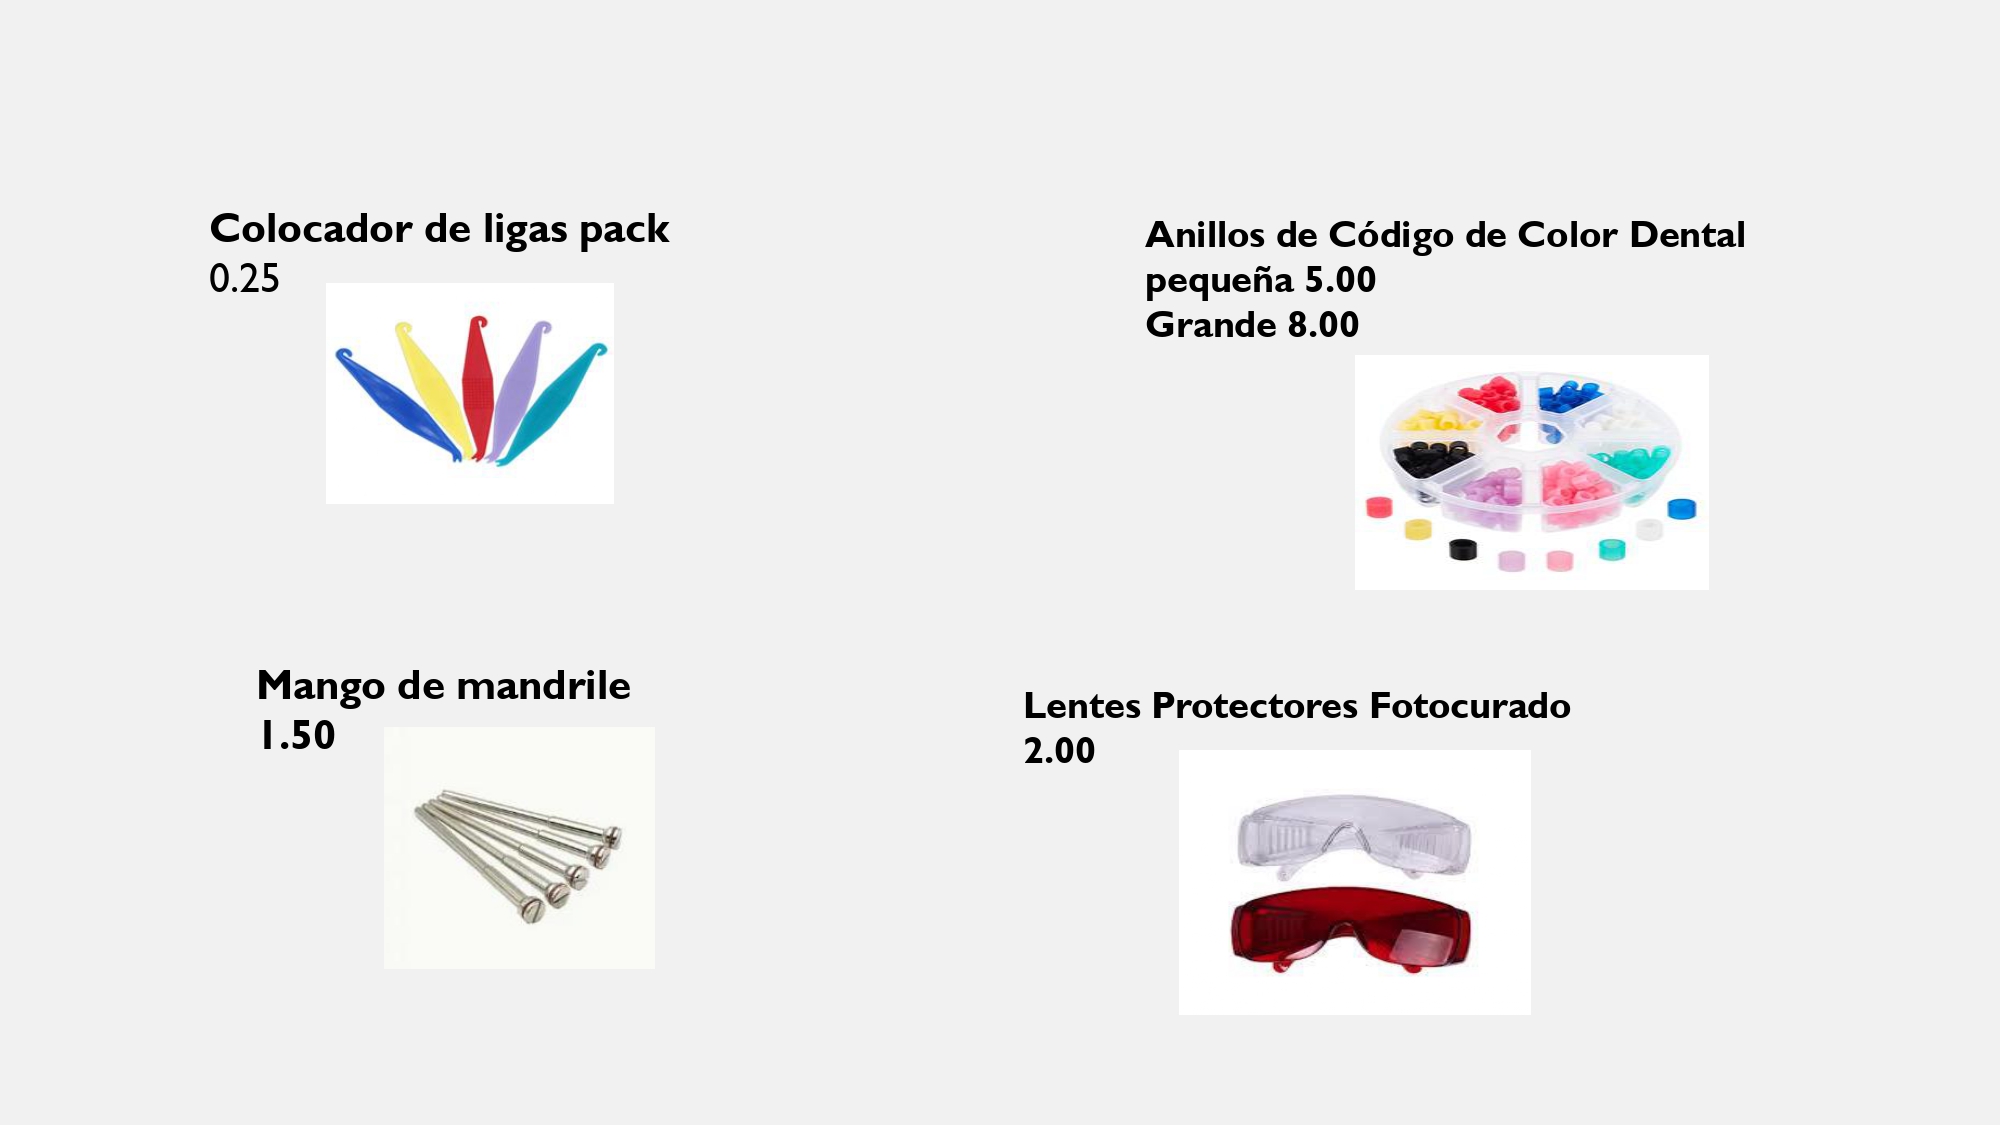 Colocador de ligas pack
0.25
Anillos de Código de Color Dental
pequeña 5.00
Grande 8.00
Mango de mandrile
1.50
Lentes Protectores Fotocurado
2.00